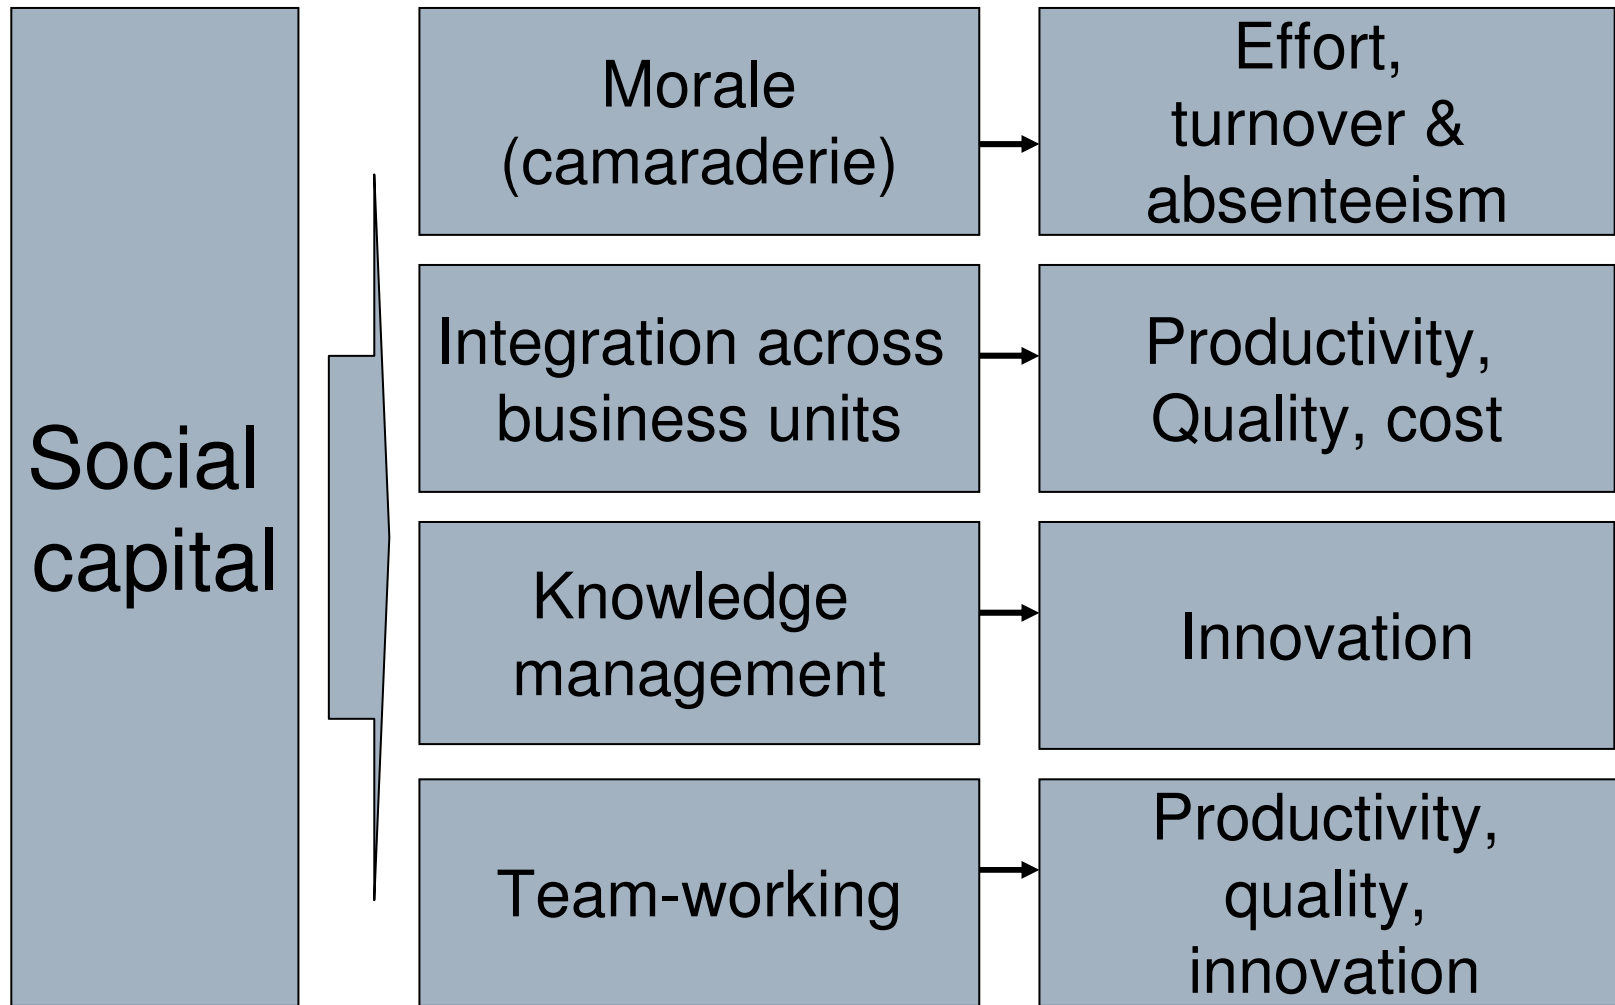 Social
capital
Morale
(camaraderie)
Effort,
turnover &
absenteeism
Integration across
business units
Productivity,
Quality, cost
Knowledge
management
Innovation
Team-working
Productivity,
quality,
innovation